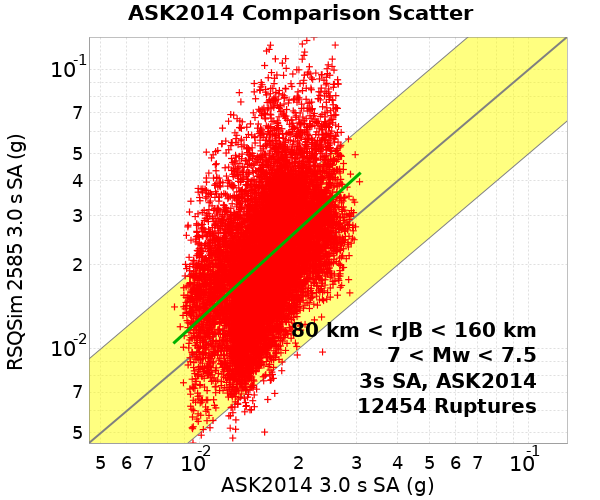 ASK2014 Comparison Scatter
RSQSim 2585 3.0 s SA (g)
10-1
7
5
4
3
2
10-2
7
5
80 km < rJB < 160 km
7 < Mw < 7.5
3s SA, ASK2014
12454 Ruptures
5 6 7 10-2 2 3 4 5 6 7 10-1
ASK2014 3.0 s SA (g)